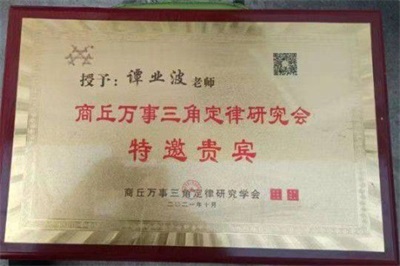 授予：谭业波老师
商丘万事三角定律研究会
特邀贵宾
商丘万事三角定律研究学会
二〇二一年十月